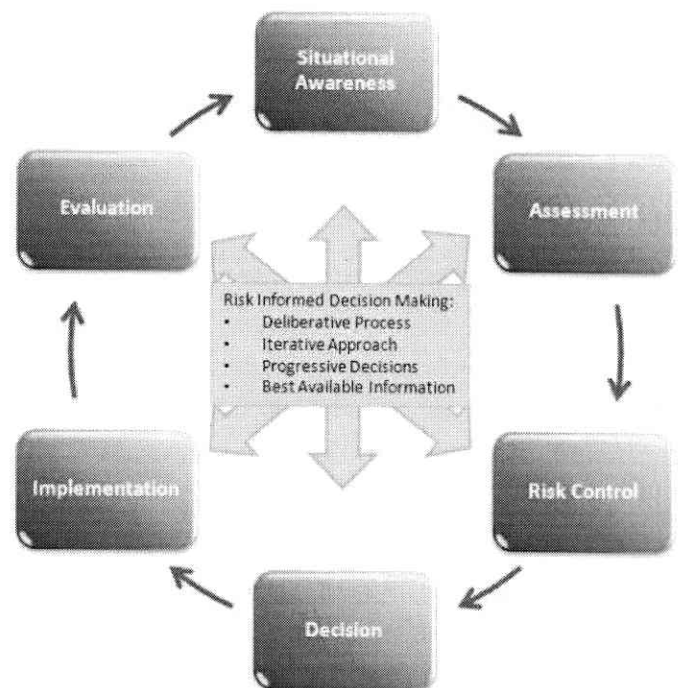 Situational
Awareness
Assessment
Risk Control
Decision
Implementation
Evaluation
Risk Informed Decision Making:
• Deliberative Process
• Iterative Approach
• Progressive Decisions
• Best Available Information